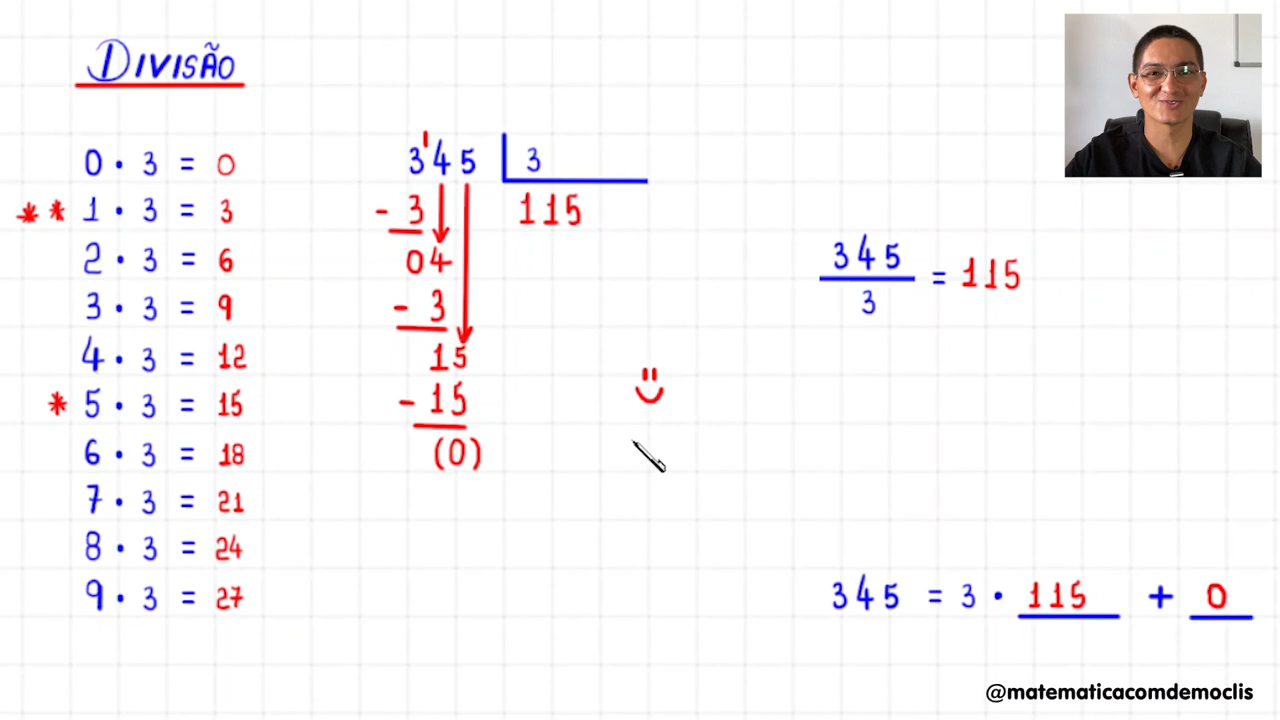 DIVISÃO
0 · 3 = 0
** 1 · 3 = 3
2 · 3 = 6
3 · 3 = 9
4 · 3 = 12
* 5 · 3 = 15
6 · 3 = 18
7 · 3 = 21
8 · 3 = 24
9 · 3 = 27
3'45 3
- 3 115
04
- 3
15
- 15
(0)
345
3
= 115
345 = 3 · 115 + 0
@matematicacomdemoclis